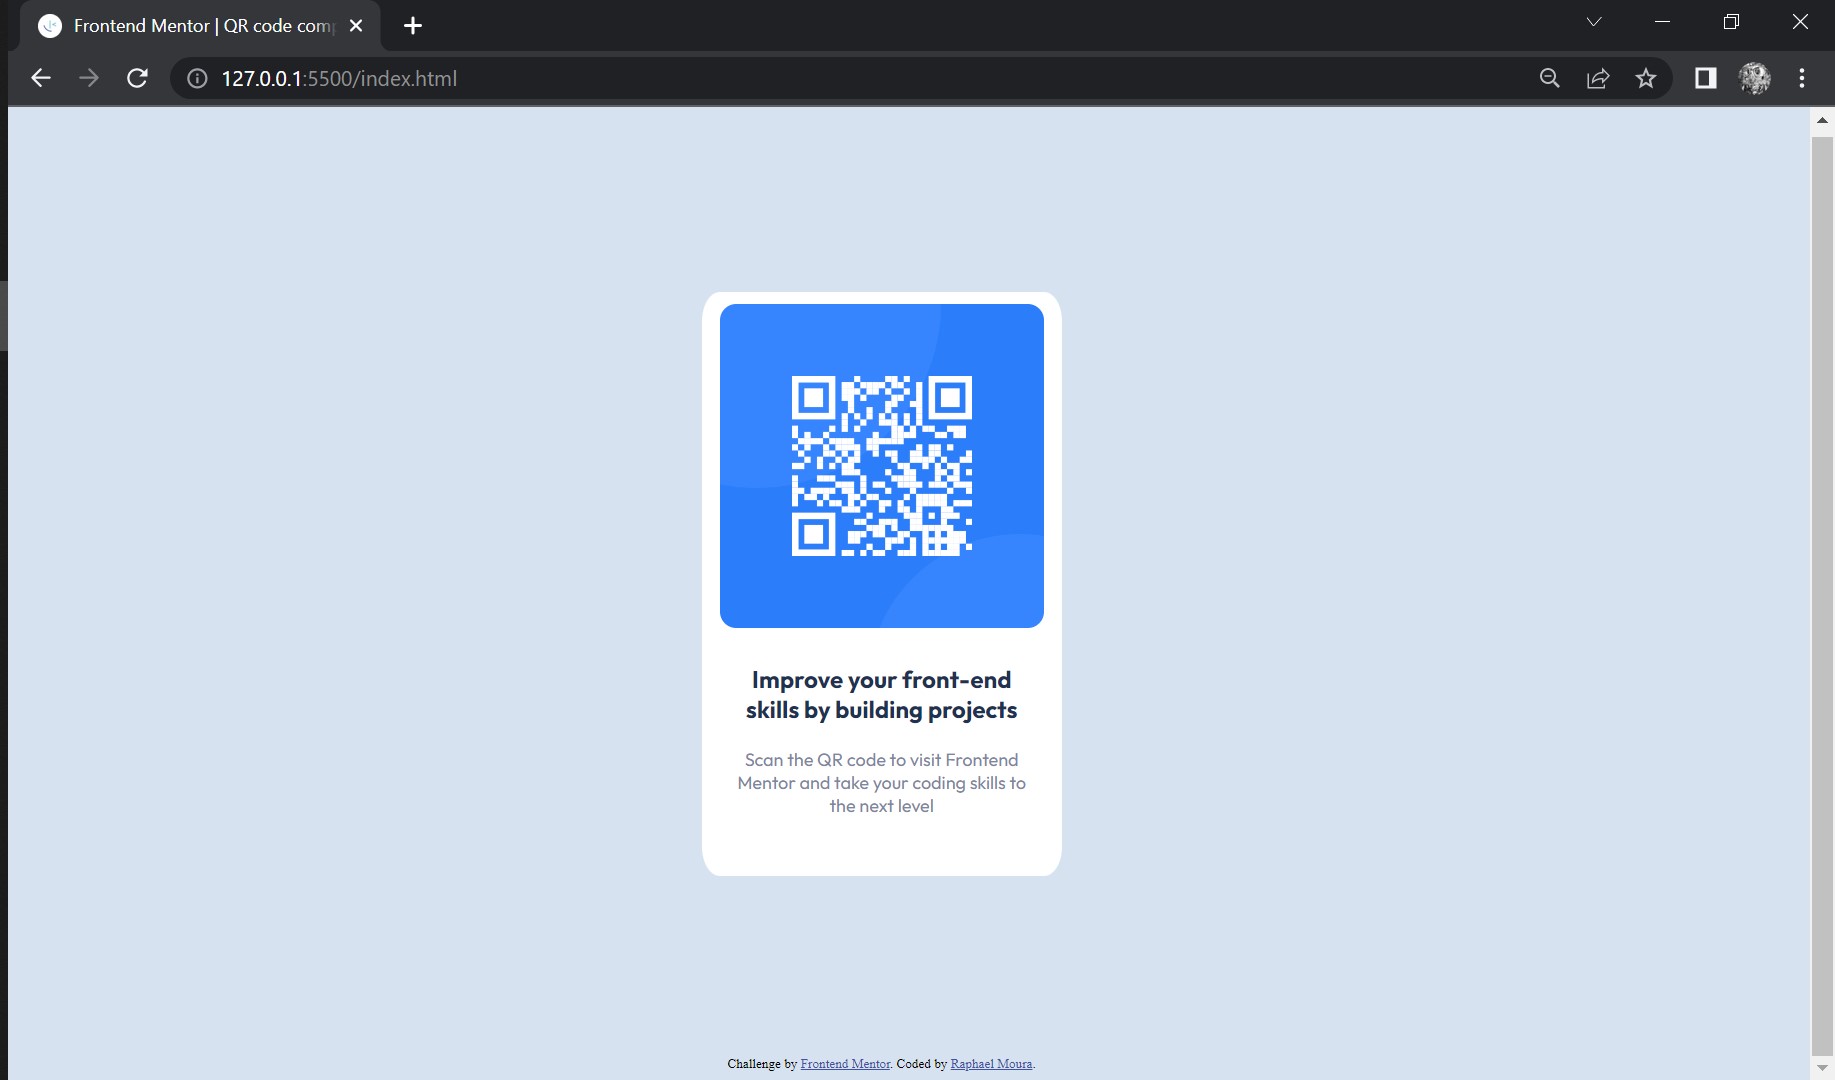 Frontend Mentor | QR code com
127.0.0.1:5500/index.html
Improve your front-end
skills by building projects
Scan the QR code to visit Frontend
Mentor and take your coding skills to
the next level
Challenge by Frontend Mentor. Coded by Raphael Moura.